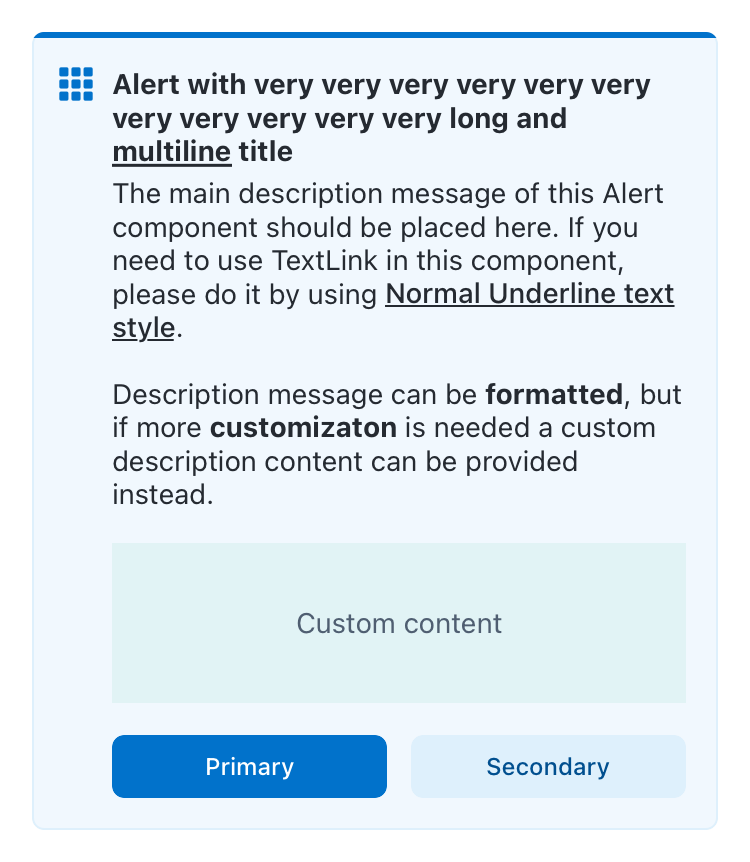 Alert with very very very very very very
very very very very very long and
multiline title
The main description message of this Alert
component should be placed here. If you
need to use TextLink in this component,
please do it by using Normal Underline text
style.
Description message can be formatted, but
if more customizaton is needed a custom
description content can be provided
instead.
Custom content
Primary
Secondary